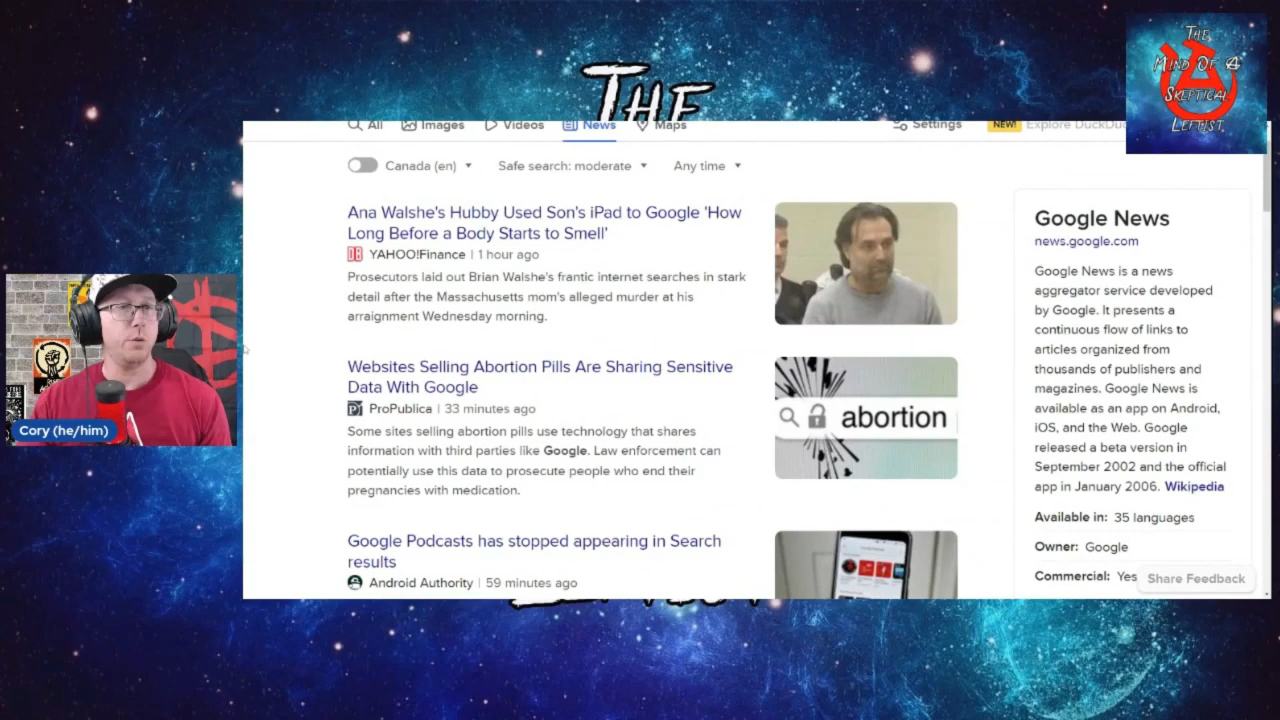 THE
THE
MIND OF A
SKEPTICAL
LEFTIST
All Images Videos News Maps Settings NEW! Explore DuckDu
Canada (en) Safe search: moderate Any time
Ana Walshe's Hubby Used Son's iPad to Google 'How
Long Before a Body Starts to Smell'
YAHOO!Finance | 1 hour ago
Prosecutors laid out Brian Walshe's frantic internet searches in stark
detail after the Massachusetts mom's alleged murder at his
arraignment Wednesday morning.
Websites Selling Abortion Pills Are Sharing Sensitive
Data With Google
ProPublica | 33 minutes ago
Some sites selling abortion pills use technology that shares
information with third parties like Google. Law enforcement can
potentially use this data to prosecute people who end their
pregnancies with medication.
abortion
Google Podcasts has stopped appearing in Search
results
Android Authority | 59 minutes ago
Google News
news.google.com
Google News is a news
aggregator service developed
by Google. It presents a
continuous flow of links to
articles organized from
thousands of publishers and
magazines. Google News is
available as an app on Android,
iOS, and the Web. Google
released a beta version in
September 2002 and the official
app in January 2006. Wikipedia
Available in: 35 languages
Owner: Google
Commercial: Yes
Share Feedback
Cory (he/him)